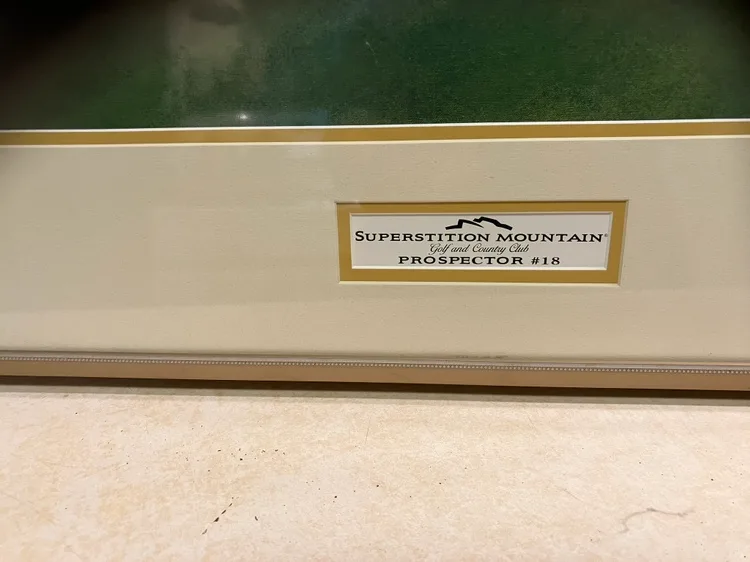 SUPERSTITION MOUNTAIN®
Golf and Country Club
PROSPECTOR #18